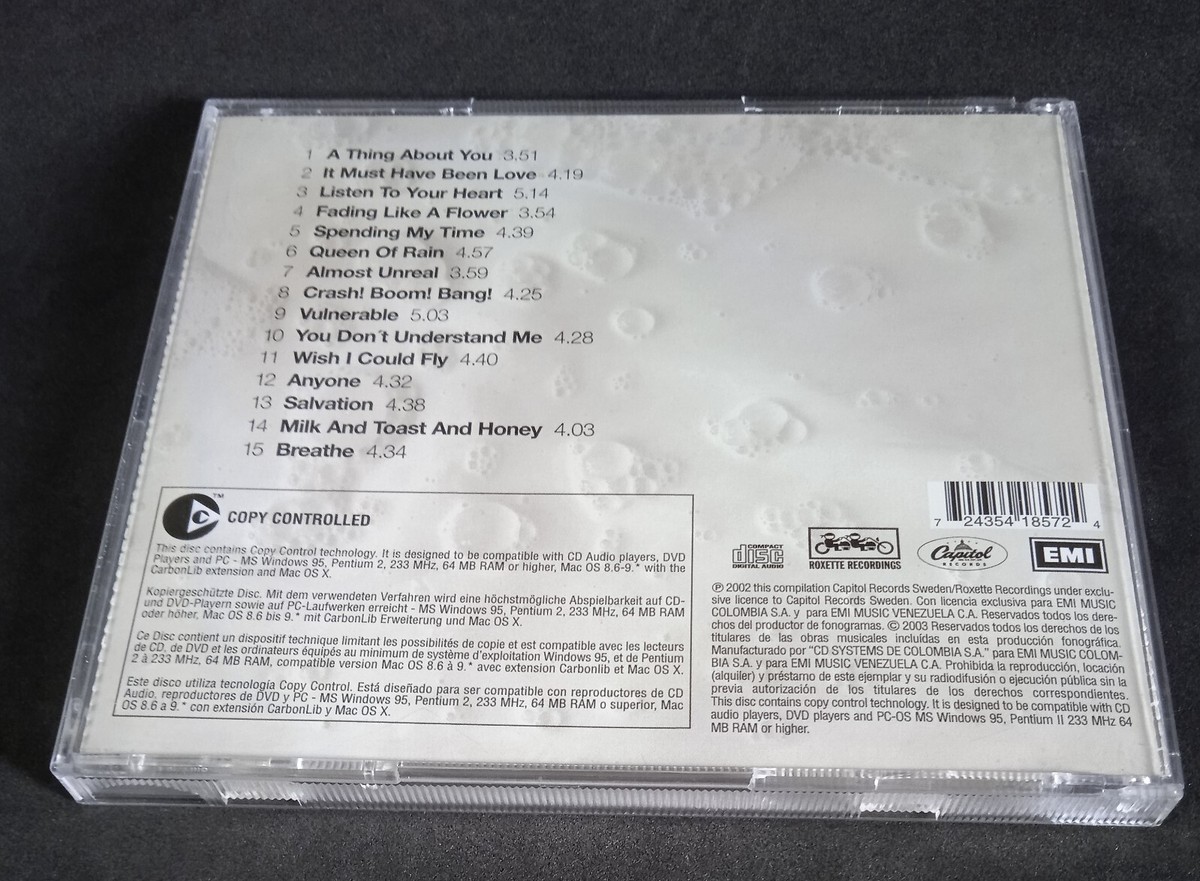 1 A Thing About You 3.51
2 It Must Have Been Love 4.19
3 Listen To Your Heart 5.14
4 Fading Like A Flower 3.54
5 Spending My Time 4.39
6 Queen Of Rain 4.57
7 Almost Unreal 3.59
8 Crash! Boom! Bang! 4.25
9 Vulnerable 5.03
10 You Don´t Understand Me 4.28
11 Wish I Could Fly 4.40
12 Anyone 4.32
13 Salvation 4.38
14 Milk And Toast And Honey 4.03
15 Breathe 4.34
C TM COPY CONTROLLED
This disc contains Copy Control technology. It is designed to be compatible with CD Audio players, DVD
Players and PC - MS Windows 95, Pentium 2, 233 MHz, 64 MB RAM or higher, Mac OS 8.6-9.* with the
CarbonLib extension and Mac OS X.
Kopiergeschützte Disc. Mit dem verwendeten Verfahren wird eine höchstmögliche Abspielbarkeit auf CD-
und DVD-Playern sowie auf PC-Laufwerken erreicht - MS Windows 95, Pentium 2, 233 MHz, 64 MB RAM
oder höher, Mac OS 8.6 bis 9.* mit CarbonLib Erweiterung und Mac OS X.
Ce Disc contient un dispositif technique limitant les possibilités de copie et est compatible avec les lecteurs
de CD, de DVD et les ordinateurs équipés au minimum de système d'exploitation Windows 95, et de Pentium
2 à 233 MHz, 64 MB RAM, compatible version Mac OS 8.6 à 9.* avec extension Carbonlib et Mac OS X.
Este disco utiliza tecnología Copy Control. Está diseñado para ser compatible con reproductores de CD
Audio, reproductores de DVD y PC - MS Windows 95, Pentium 2, 233 MHz, 64 MB RAM o superior, Mac
OS 8.6 a 9.* con extensión CarbonLib y Mac OS X.
7 24354 18572 4
COMPACT
disc
DIGITAL AUDIO
ROXETTE RECORDINGS
Capitol
RECORDS
EMI
℗ 2002 this compilation Capitol Records Sweden/Roxette Recordings under exclu-
sive licence to Capitol Records Sweden. Con licencia exclusiva para EMI MUSIC
COLOMBIA S.A. y para EMI MUSIC VENEZUELA C.A. Reservados todos los dere-
chos del productor de fonogramas. © 2003 Reservados todos los derechos de los
titulares de las obras musicales incluídas en esta producción fonográfica.
Manufacturado por "CD SYSTEMS DE COLOMBIA S.A." para EMI MUSIC COLOM-
BIA S.A. y para EMI MUSIC VENEZUELA C.A. Prohibida la reproducción, locación
(alquiler) y préstamo de este ejemplar y su radiodifusión o ejecución pública sin la
previa autorización de los titulares de los derechos correspondientes.
This disc contains copy control technology. It is designed to be compatible with CD
audio players, DVD players and PC-OS MS Windows 95, Pentium II 233 MHz 64
MB RAM or higher.